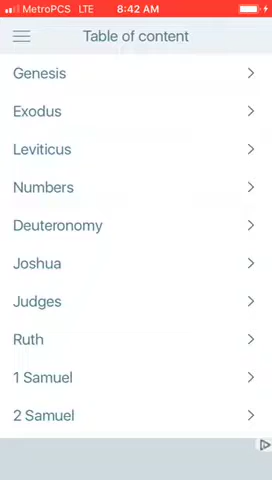 MetroPCS LTE 8:42 AM
Table of content
Genesis
Exodus
Leviticus
Numbers
Deuteronomy
Joshua
Judges
Ruth
1 Samuel
2 Samuel